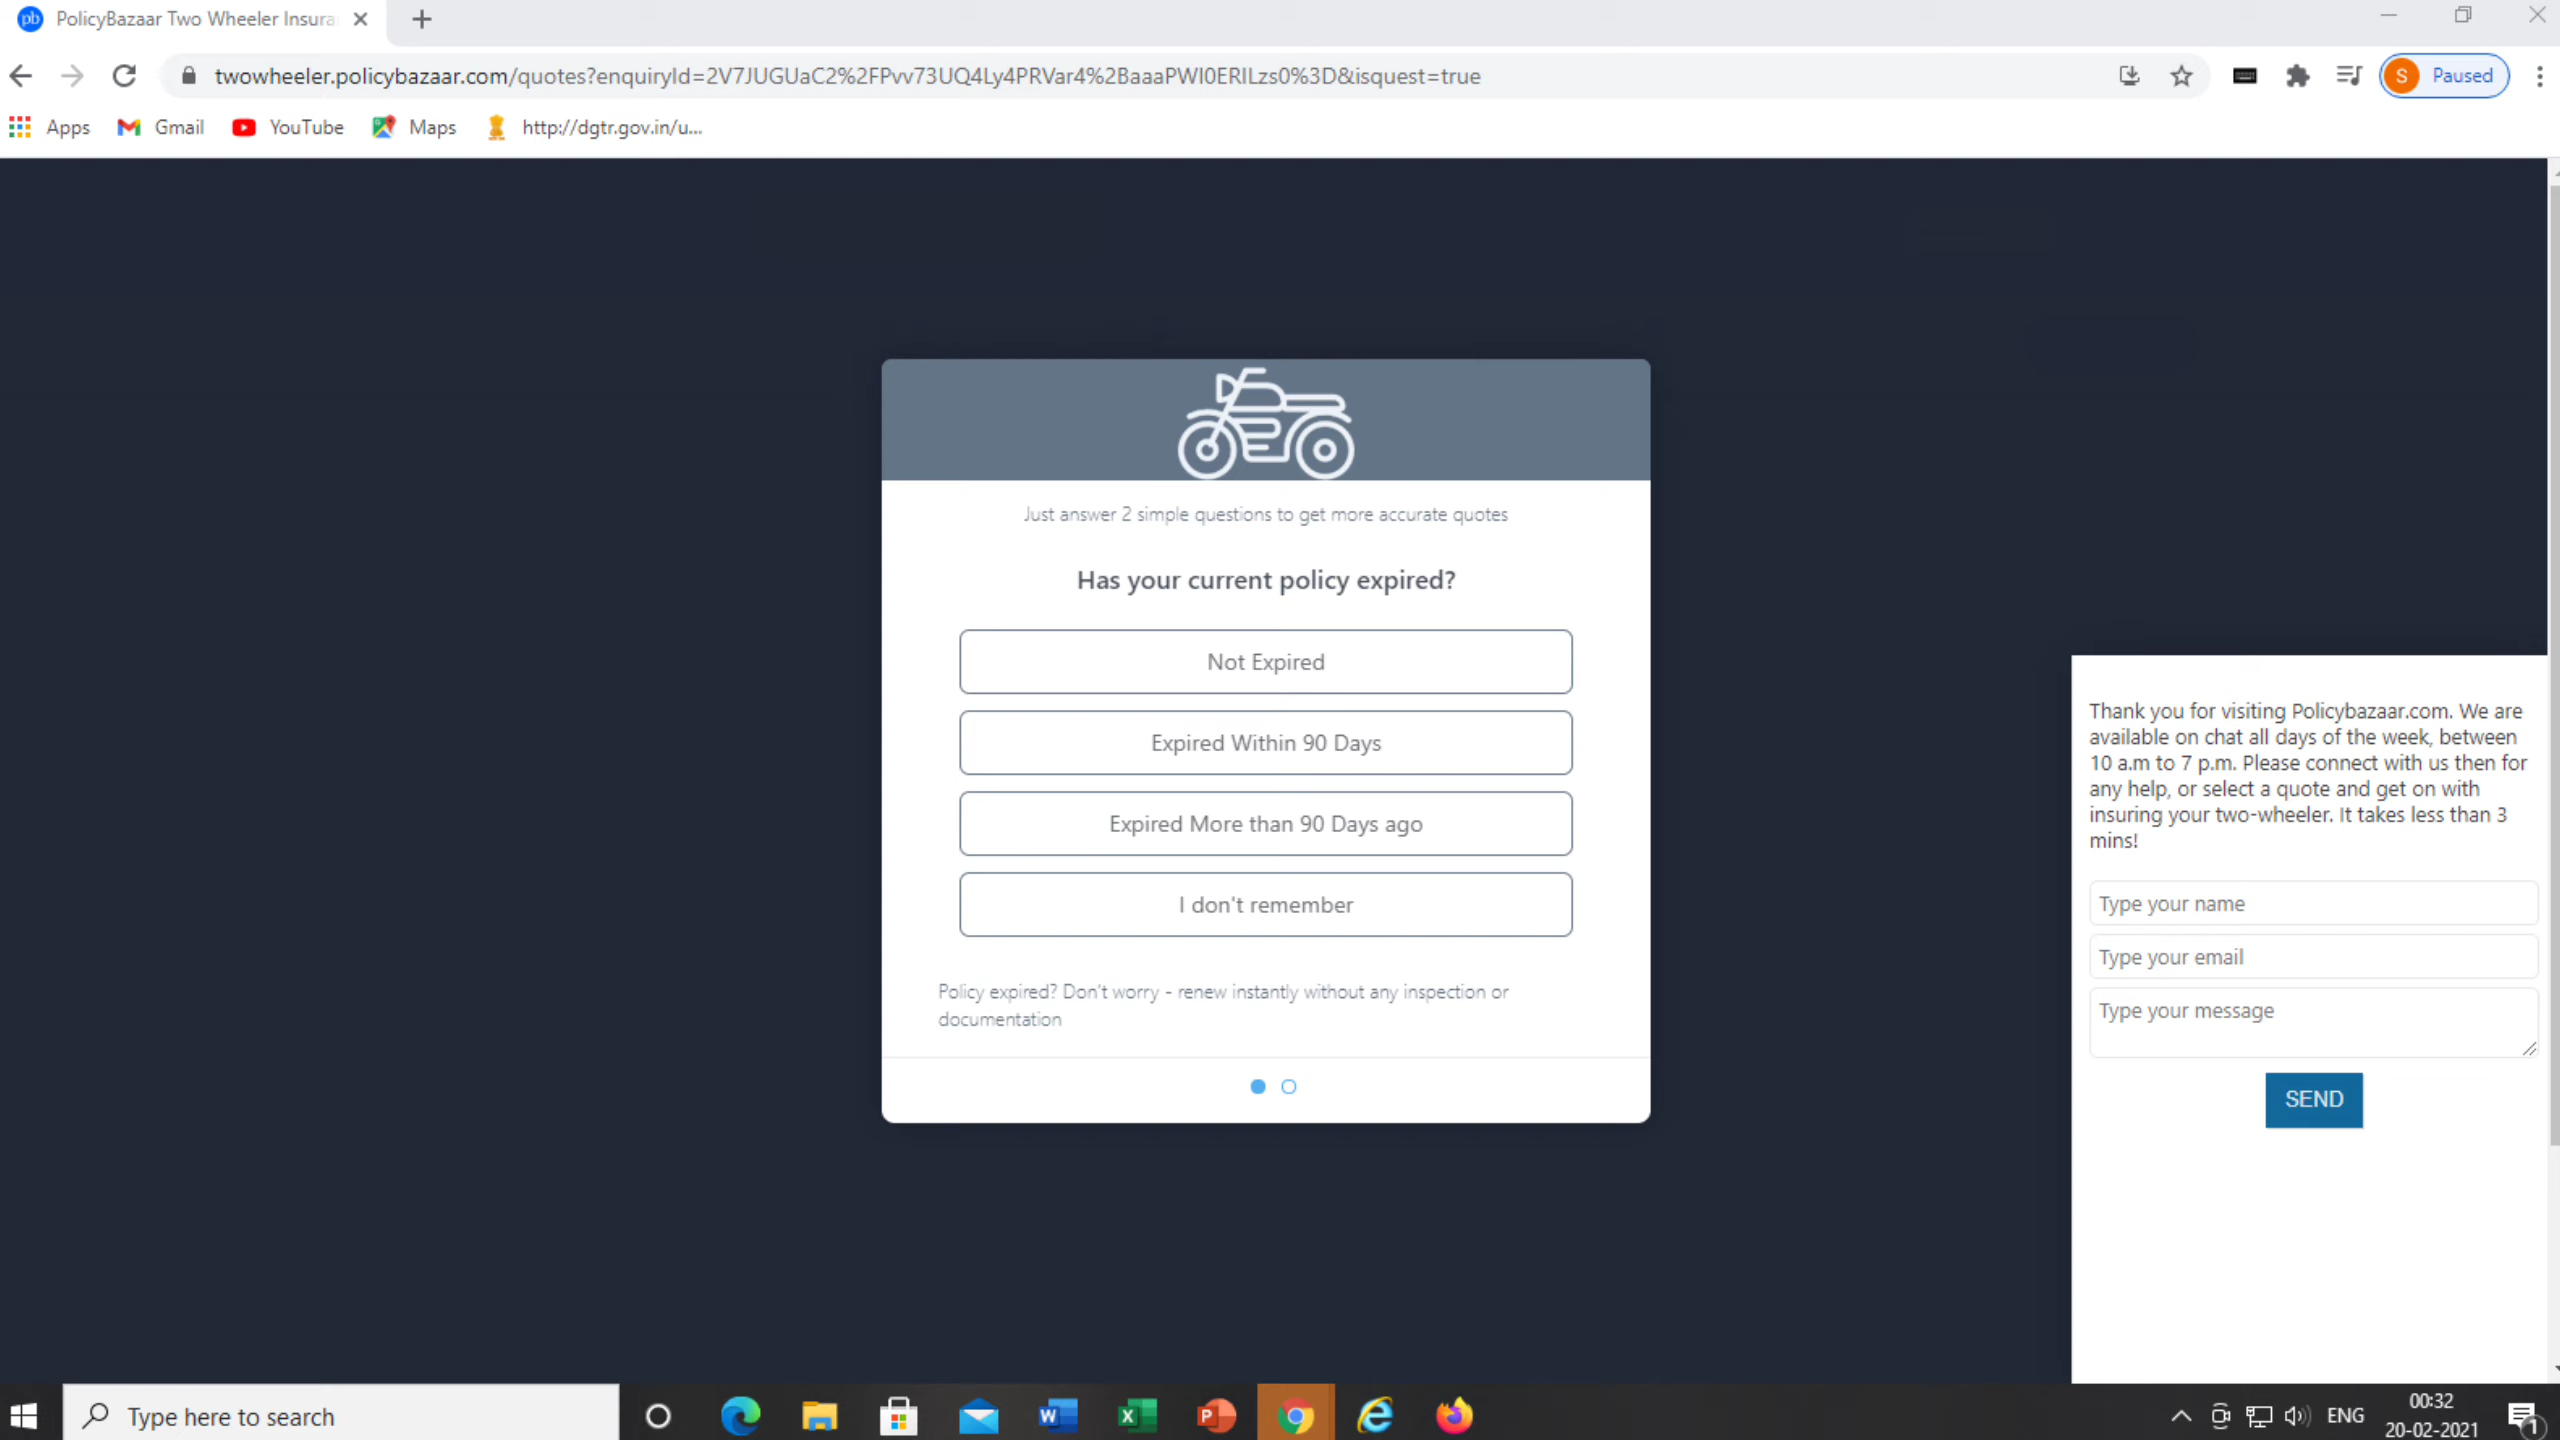 pb PolicyBazaar Two Wheeler Insura
twowheeler.policybazaar.com/quotes?enquiryId=2V7JUGUaC2%2FPvv73UQ4Ly4PRVar4%2BaaaPWI0ERILzs0%3D&isquest=true
S Paused
Apps Gmail YouTube Maps http://dgtr.gov.in/u...
Just answer 2 simple questions to get more accurate quotes
Has your current policy expired?
Not Expired
Expired Within 90 Days
Expired More than 90 Days ago
I don't remember
Policy expired? Don't worry - renew instantly without any inspection or
documentation
Thank you for visiting Policybazaar.com. We are
available on chat all days of the week, between
10 a.m to 7 p.m. Please connect with us then for
any help, or select a quote and get on with
insuring your two-wheeler. It takes less than 3
mins!
Type your name
Type your email
Type your message
SEND
Type here to search
W
X
P
ENG
00:32
20-02-2021
1